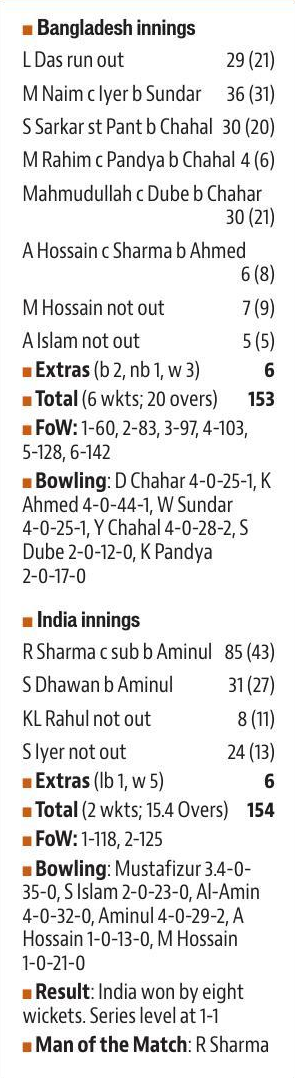 Bangladesh innings
L Das run out 29 (21)
M Naim c Iyer b Sundar 36 (31)
S Sarkar st Pant b Chahal 30 (20)
M Rahim c Pandya b Chahal 4 (6)
Mahmudullah c Dube b Chahar
30 (21)
A Hossain c Sharma b Ahmed
6 (8)
M Hossain not out 7 (9)
A Islam not out 5 (5)
Extras (b 2, nb 1, w 3) 6
Total (6 wkts; 20 overs) 153
FoW: 1-60, 2-83, 3-97, 4-103,
5-128, 6-142
Bowling: D Chahar 4-0-25-1, K
Ahmed 4-0-44-1, W Sundar
4-0-25-1, Y Chahal 4-0-28-2, S
Dube 2-0-12-0, K Pandya
2-0-17-0
India innings
R Sharma c sub b Aminul 85 (43)
S Dhawan b Aminul 31 (27)
KL Rahul not out 8 (11)
S Iyer not out 24 (13)
Extras (lb 1, w 5) 6
Total (2 wkts; 15.4 Overs) 154
FoW: 1-118, 2-125
Bowling: Mustafizur 3.4-0-
35-0, S Islam 2-0-23-0, Al-Amin
4-0-32-0, Aminul 4-0-29-2, A
Hossain 1-0-13-0, M Hossain
1-0-21-0
Result: India won by eight
wickets. Series level at 1-1
Man of the Match: R Sharma